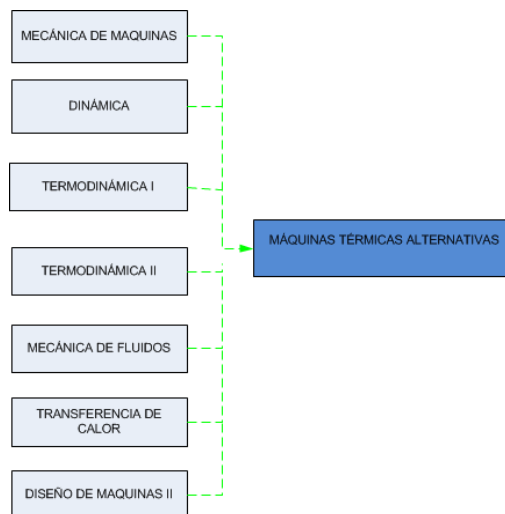 MECÁNICA DE MAQUINAS
DINÁMICA
TERMODINÁMICA I
MÁQUINAS TÉRMICAS ALTERNATIVAS
TERMODINÁMICA II
MECÁNICA DE FLUIDOS
TRANSFERENCIA DE
CALOR
DISEÑO DE MAQUINAS II